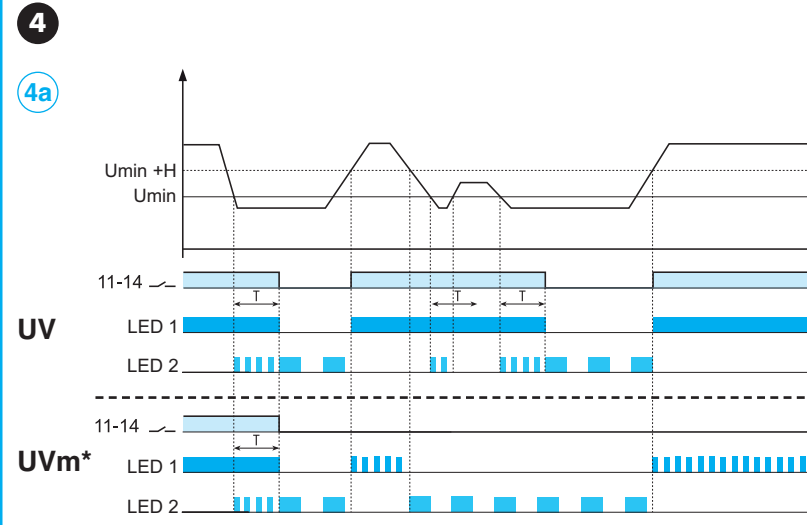 4
4a
Umin +H
Umin
11-14
T T T
UV LED 1
LED 2
11-14
T
UVm* LED 1
LED 2